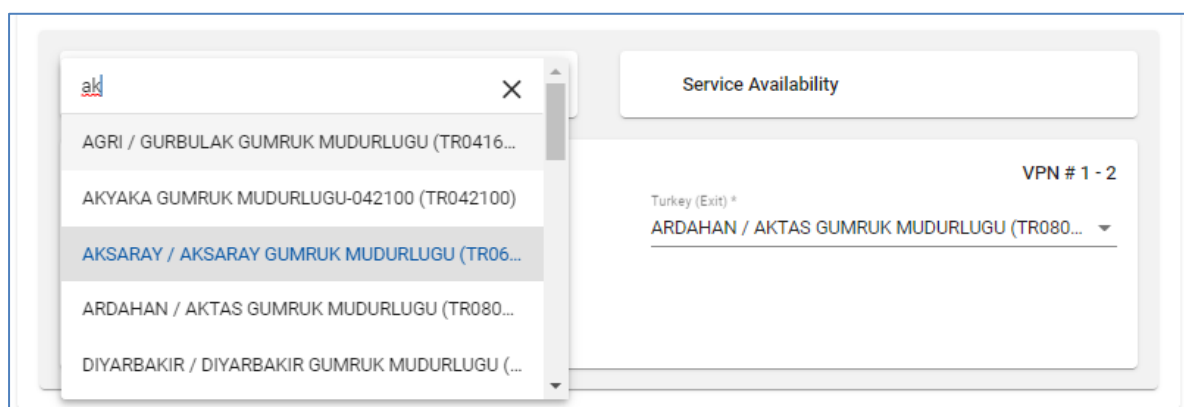 ak
AGRI / GURBULAK GUMRUK MUDURLUGU (TR0416...
AKYAKA GUMRUK MUDURLUGU-042100 (TR042100)
AKSARAY / AKSARAY GUMRUK MUDURLUGU (TR06...
ARDAHAN / AKTAS GUMRUK MUDURLUGU (TR080...
DIYARBAKIR / DIYARBAKIR GUMRUK MUDURLUGU (...
Service Availability
VPN # 1 - 2
Turkey (Exit) *
ARDAHAN / AKTAS GUMRUK MUDURLUGU (TR080...